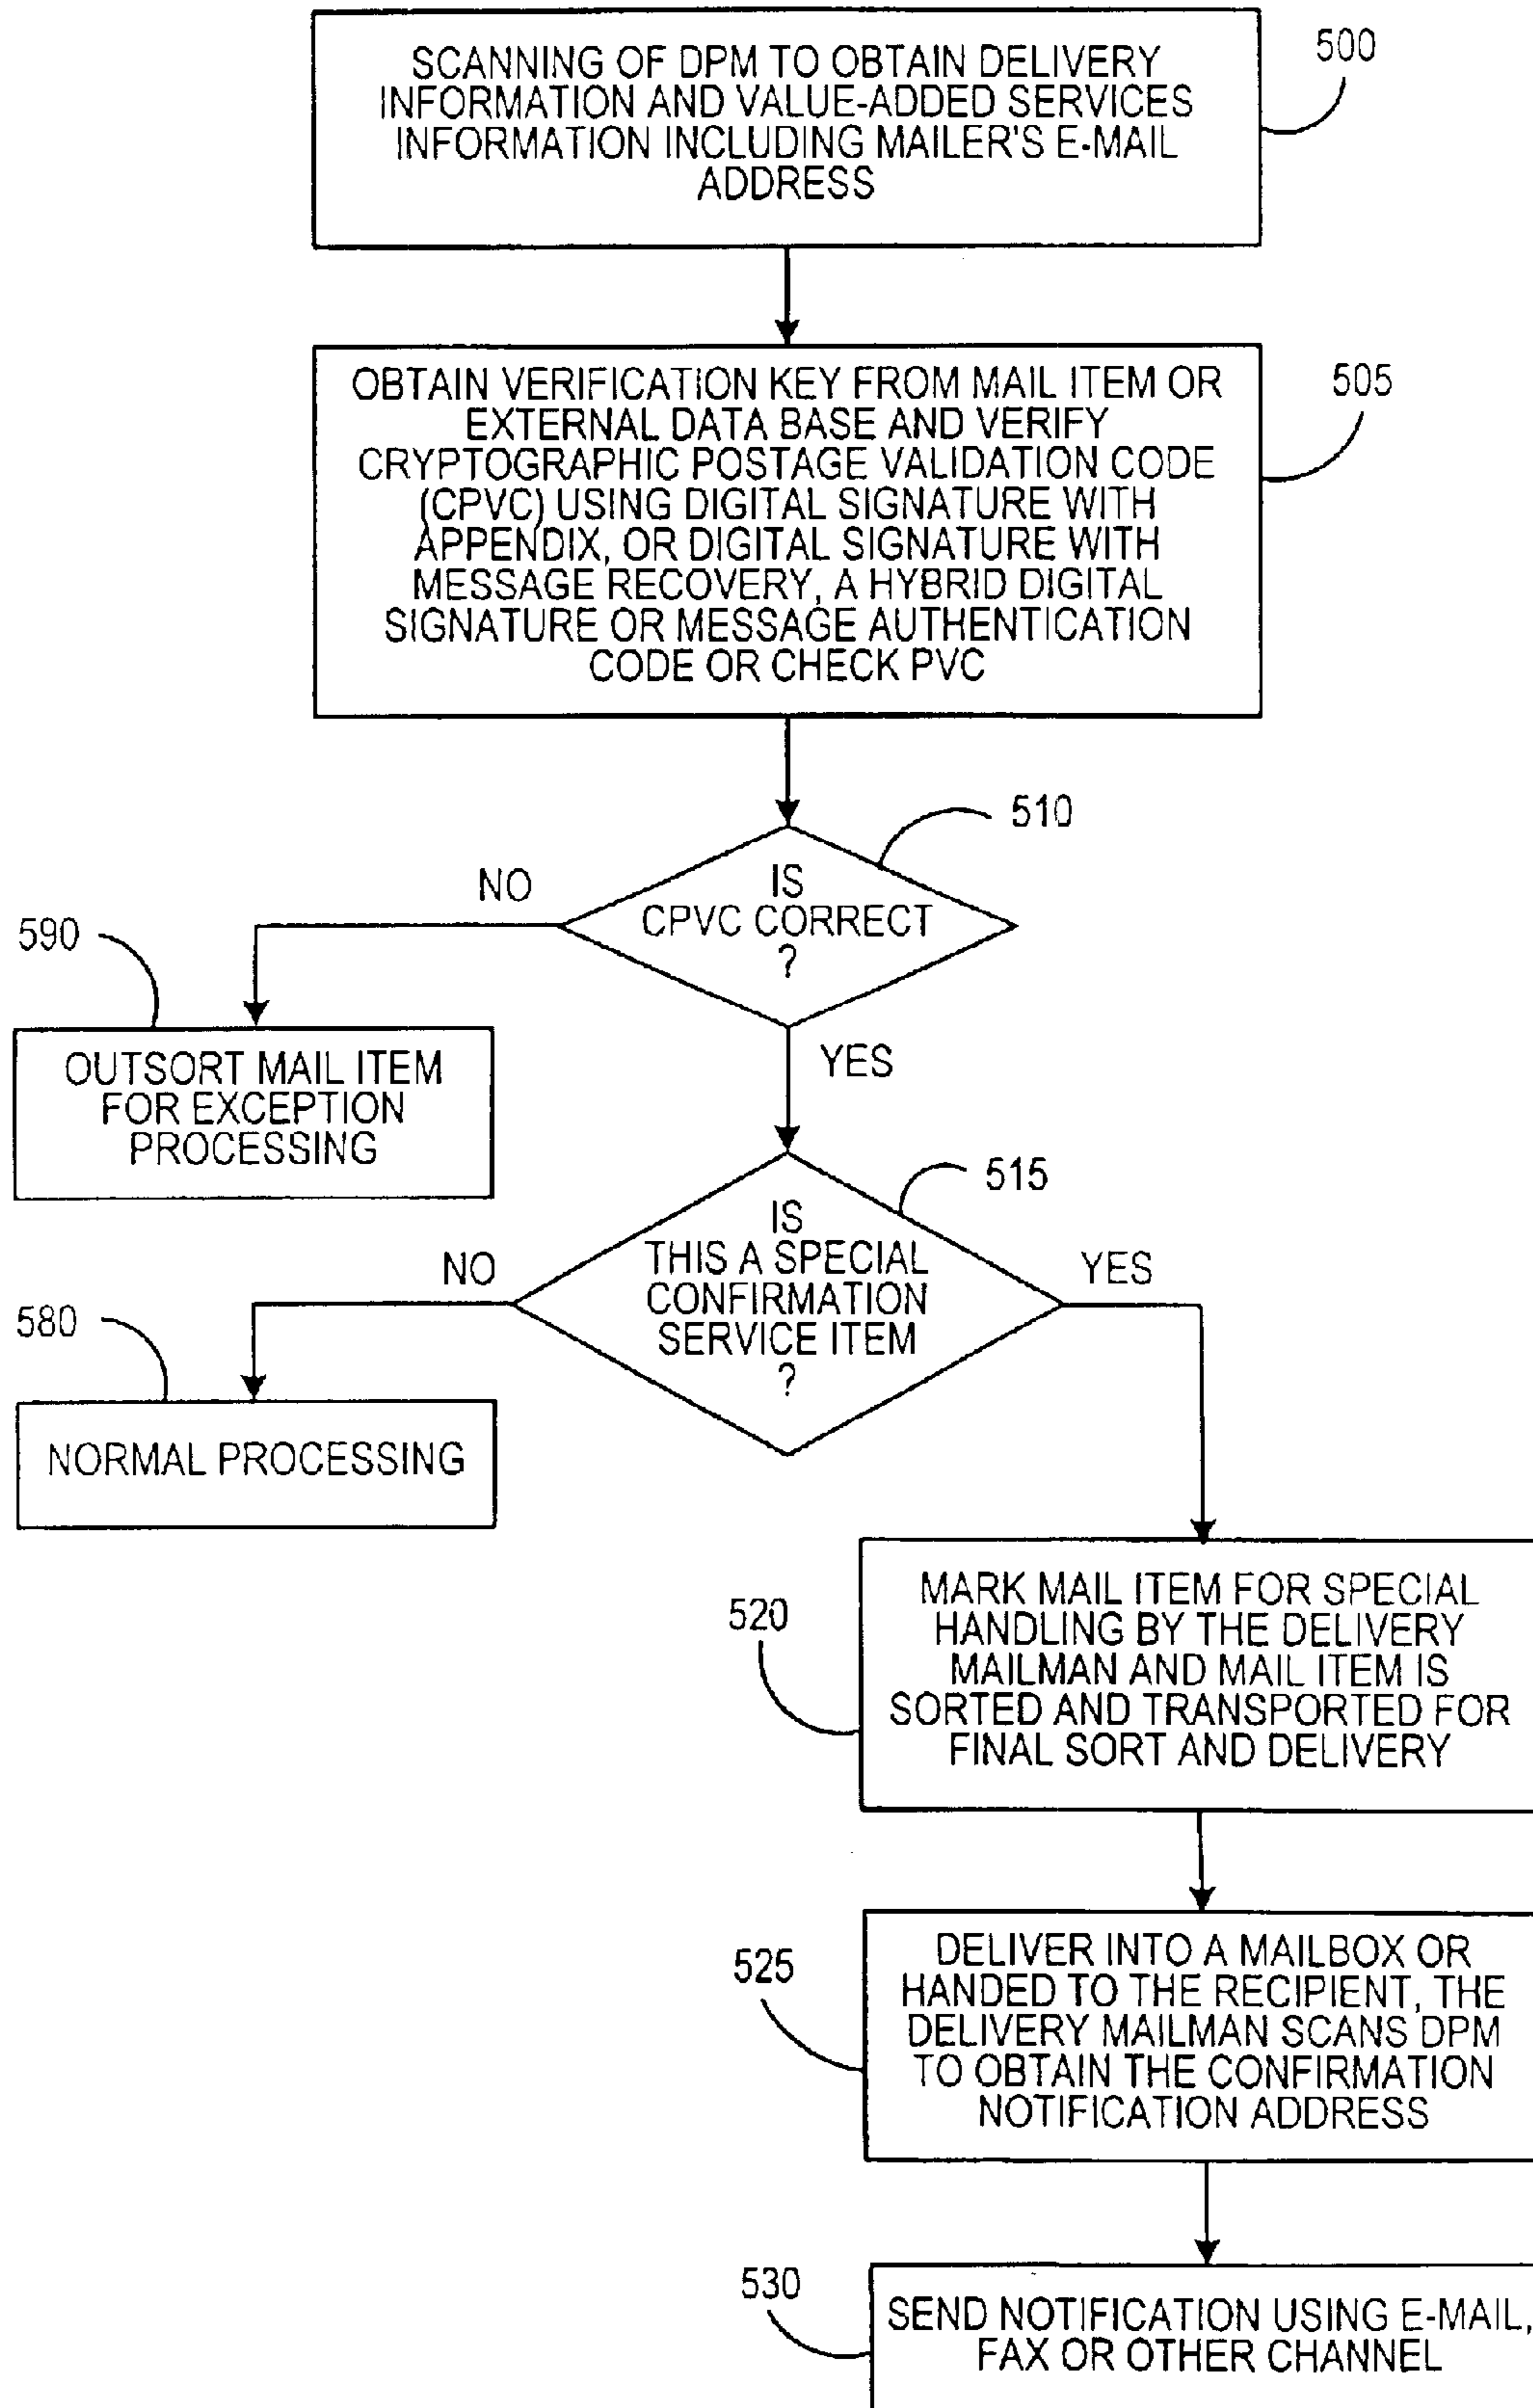 SCANNING OF DPM TO OBTAIN DELIVERY
INFORMATION AND VALUE-ADDED SERVICES
INFORMATION INCLUDING MAILER'S E-MAIL
ADDRESS
500
OBTAIN VERIFICATION KEY FROM MAIL ITEM OR
EXTERNAL DATA BASE AND VERIFY
CRYPTOGRAPHIC POSTAGE VALIDATION CODE
(CPVC) USING DIGITAL SIGNATURE WITH
APPENDIX, OR DIGITAL SIGNATURE WITH
MESSAGE RECOVERY, A HYBRID DIGITAL
SIGNATURE OR MESSAGE AUTHENTICATION
CODE OR CHECK PVC
505
IS
CPVC CORRECT
?
510
NO
YES
590
OUTSORT MAIL ITEM
FOR EXCEPTION
PROCESSING
IS
THIS A SPECIAL
CONFIRMATION
SERVICE ITEM
?
515
NO
YES
580
NORMAL PROCESSING
520
MARK MAIL ITEM FOR SPECIAL
HANDLING BY THE DELIVERY
MAILMAN AND MAIL ITEM IS
SORTED AND TRANSPORTED FOR
FINAL SORT AND DELIVERY
525
DELIVER INTO A MAILBOX OR
HANDED TO THE RECIPIENT, THE
DELIVERY MAILMAN SCANS DPM
TO OBTAIN THE CONFIRMATION
NOTIFICATION ADDRESS
530
SEND NOTIFICATION USING E-MAIL,
FAX OR OTHER CHANNEL